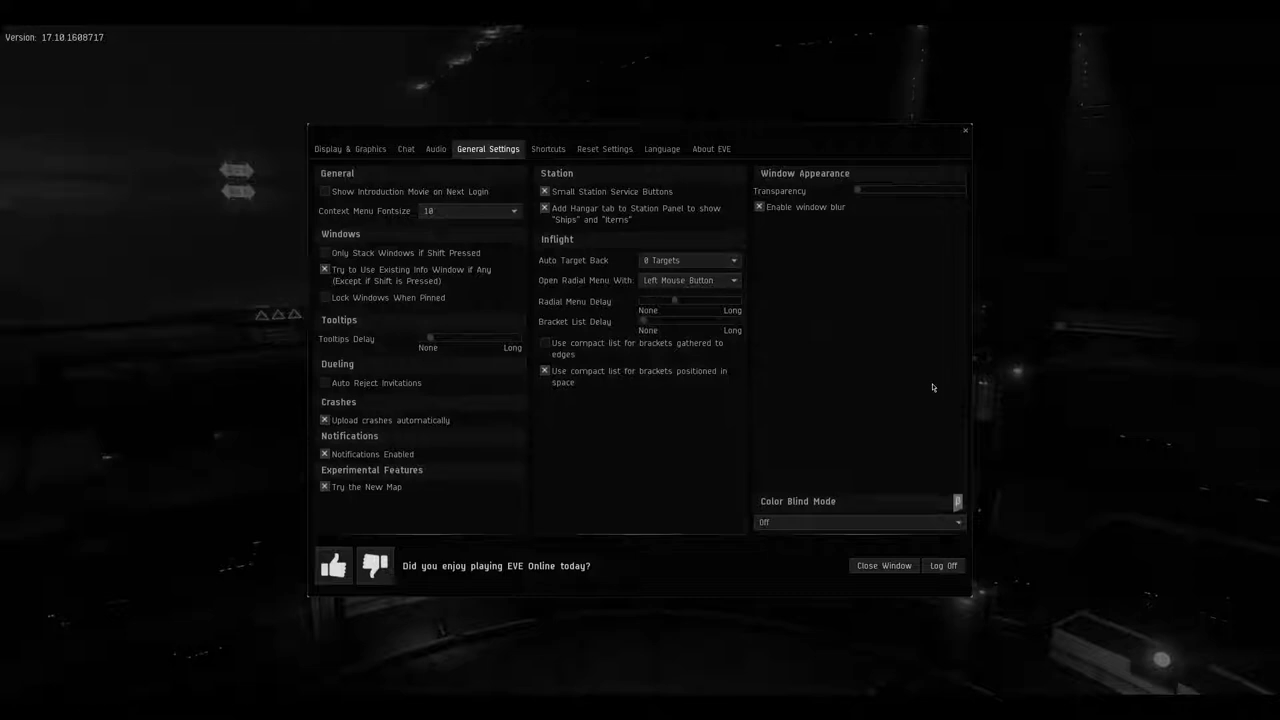 Version: 17.10.1608717
Display & Graphics
Chat
Audio
General Settings
Shortcuts
Reset Settings
Language
About EVE
General
Show Introduction Movie on Next Login
Context Menu Fontsize
10
Windows
Only Stack Windows if Shift Pressed
Try to Use Existing Info Window if Any
(Except if Shift is Pressed)
Lock Windows When Pinned
Tooltips
Tooltips Delay
None
Long
Dueling
Auto Reject Invitations
Crashes
Upload crashes automatically
Notifications
Notifications Enabled
Experimental Features
Try the New Map
Station
Small Station Service Buttons
Add Hangar tab to Station Panel to show
"Ships" and "Items"
Inflight
Auto Target Back
0 Targets
Open Radial Menu With:
Left Mouse Button
Radial Menu Delay
None
Long
Bracket List Delay
None
Long
Use compact list for brackets gathered to
edges
Use compact list for brackets positioned in
space
Window Appearance
Transparency
Enable window blur
Color Blind Mode
β
Off
Did you enjoy playing EVE Online today?
Close Window
Log Off